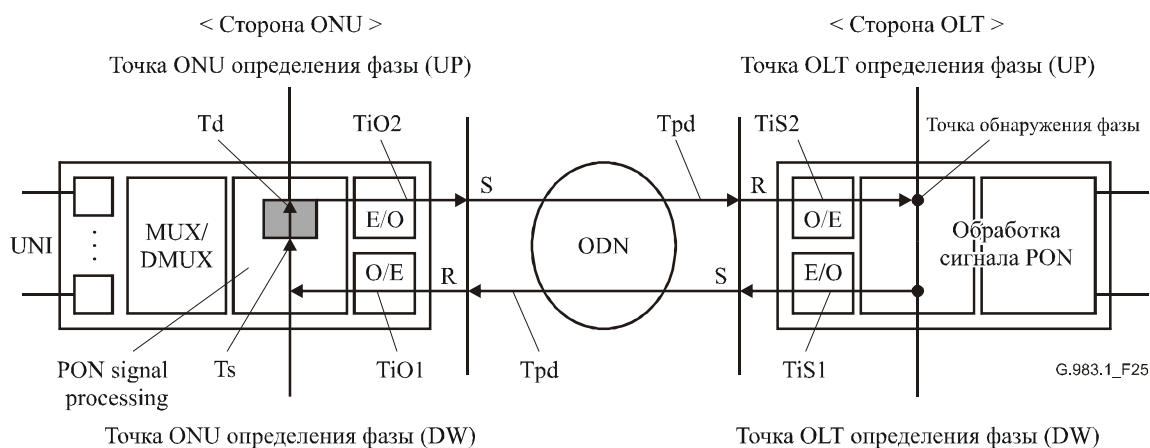 < Сторона ONU >
< Сторона OLT >
Точка ONU определения фазы (UP)
Точка OLT определения фазы (UP)
Td
TiO2
Tpd
TiS2
Точка обнаружения фазы
S
R
UNI
MUX/
DMUX
E/O
O/E
ODN
O/E
E/O
Обработка
сигнала PON
R
S
PON signal
processing
Ts
TiO1
Tpd
TiS1
G.983.1_F25
Точка ONU определения фазы (DW)
Точка OLT определения фазы (DW)